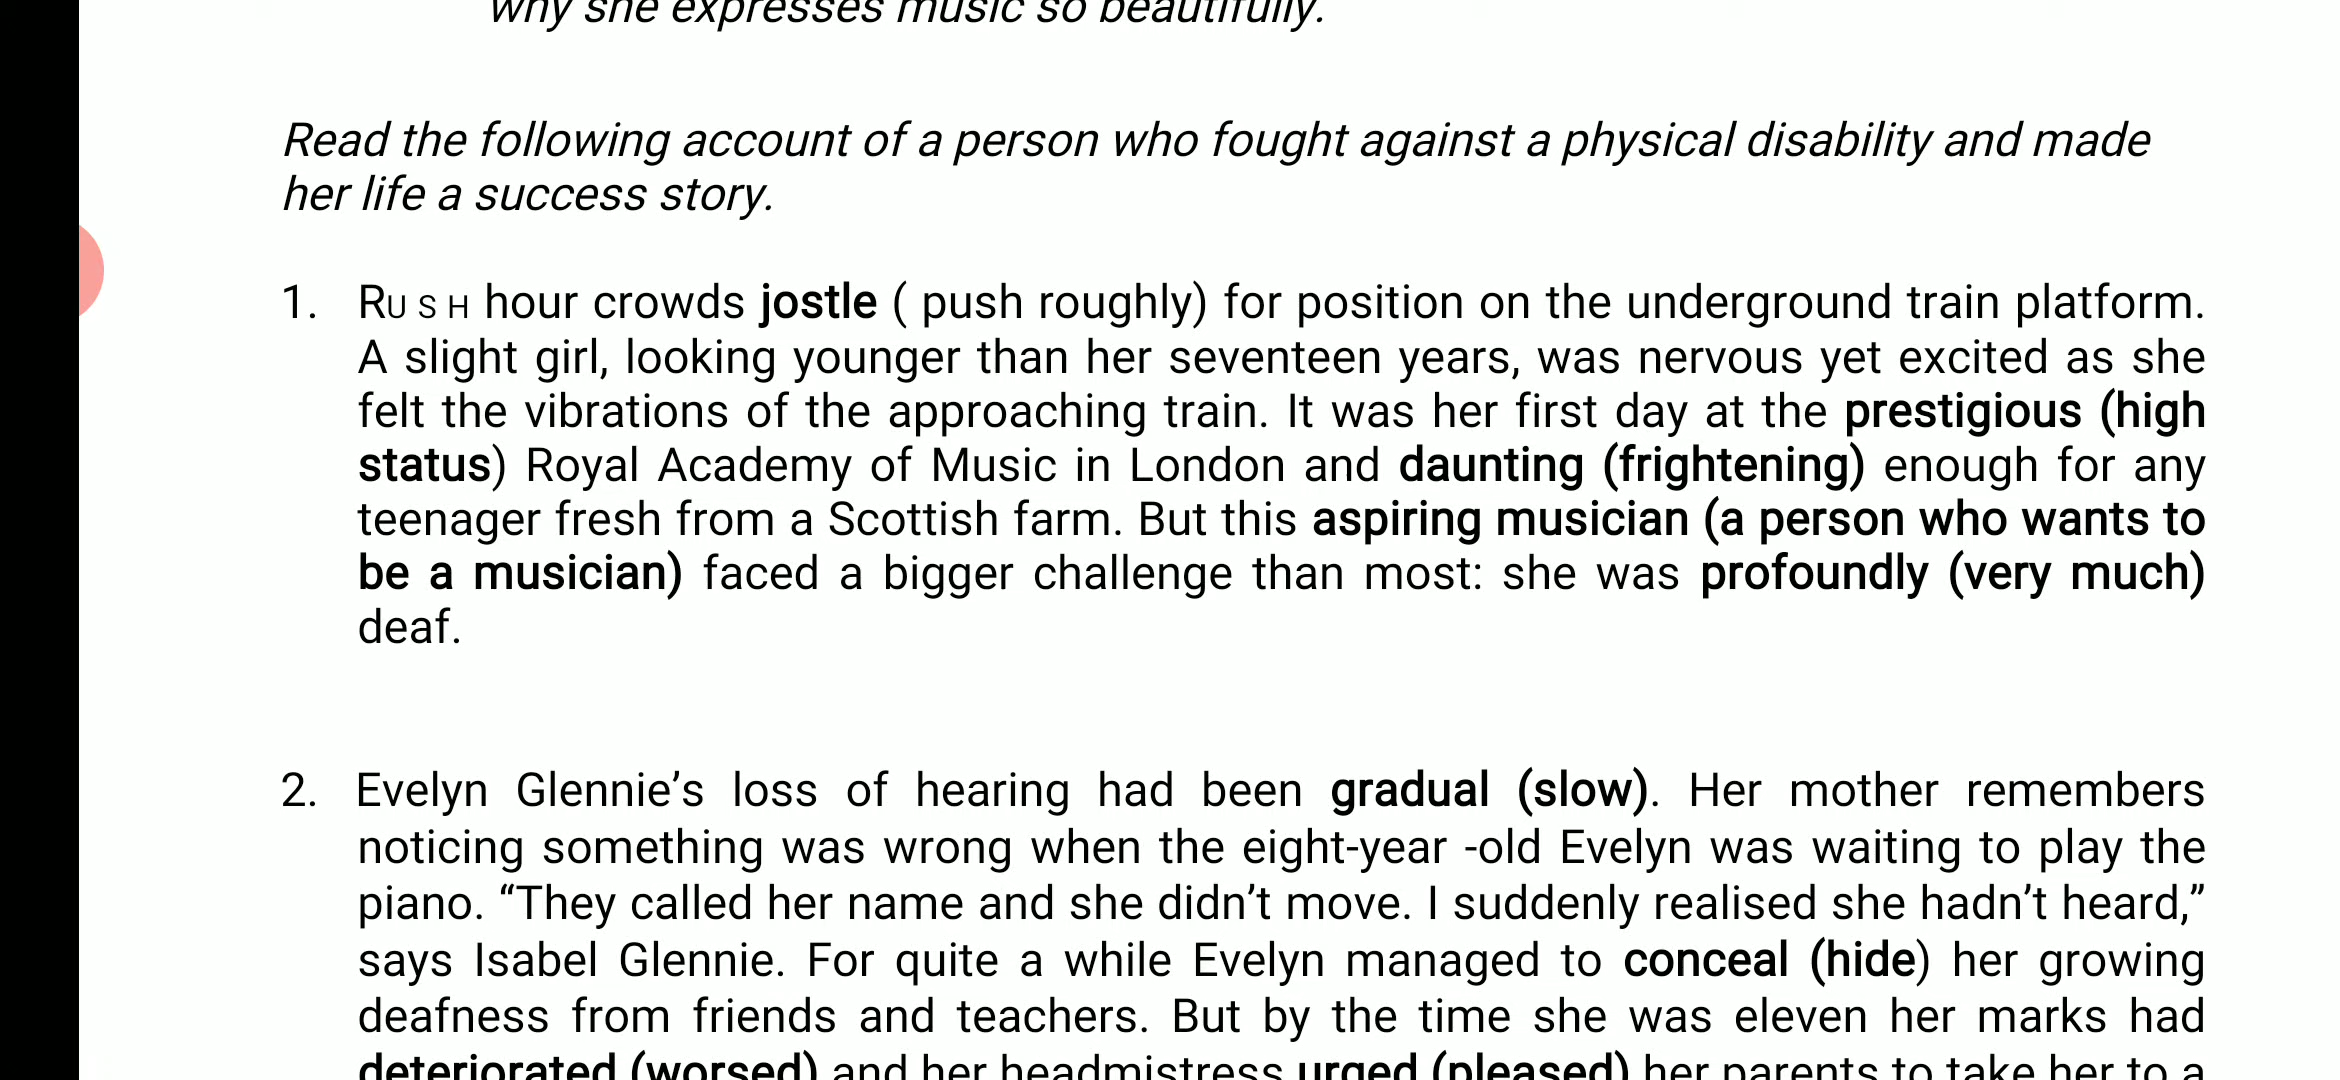 why she expresses music so beautifully.
Read the following account of a person who fought against a physical disability and made
her life a success story.
1. RU S H hour crowds jostle ( push roughly) for position on the underground train platform.
A slight girl, looking younger than her seventeen years, was nervous yet excited as she
felt the vibrations of the approaching train. It was her first day at the prestigious (high
status) Royal Academy of Music in London and daunting (frightening) enough for any
teenager fresh from a Scottish farm. But this aspiring musician (a person who wants to
be a musician) faced a bigger challenge than most: she was profoundly (very much)
deaf.
2. Evelyn Glennie’s loss of hearing had been gradual (slow). Her mother remembers
noticing something was wrong when the eight-year -old Evelyn was waiting to play the
piano. “They called her name and she didn’t move. I suddenly realised she hadn’t heard,”
says Isabel Glennie. For quite a while Evelyn managed to conceal (hide) her growing
deafness from friends and teachers. But by the time she was eleven her marks had
deteriorated (worsed) and her headmistress urged (pleased) her parents to take her to a